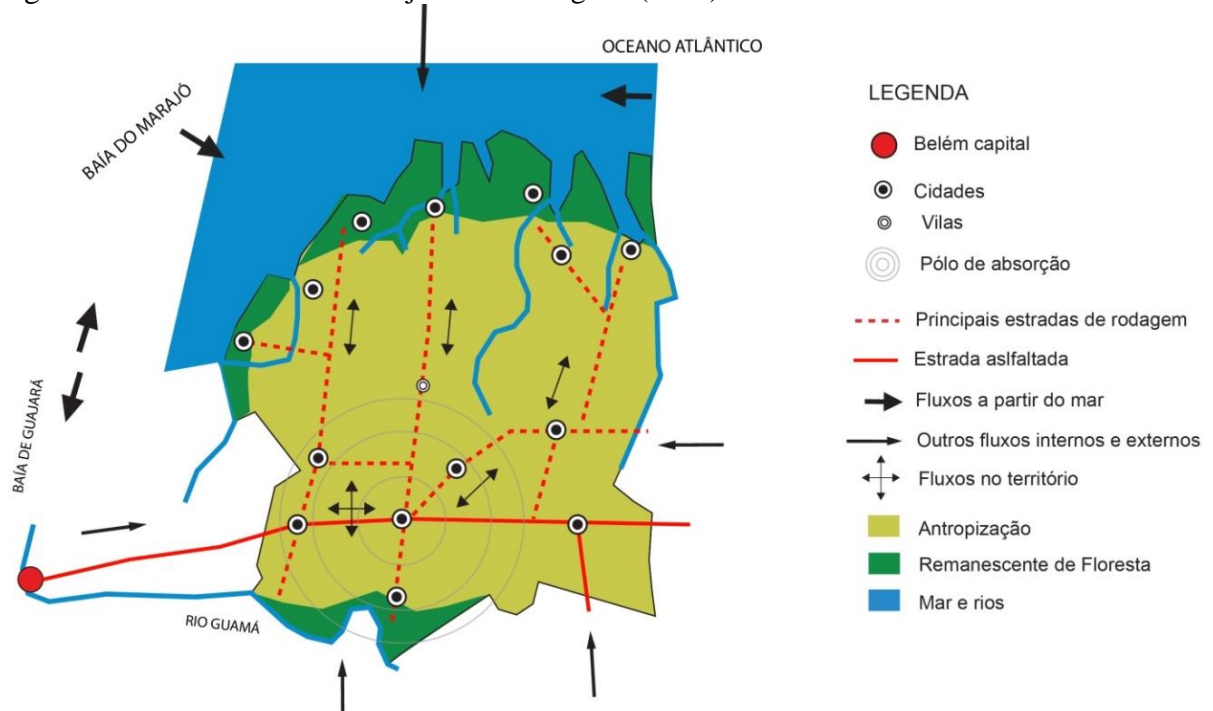 OCEANO ATLÂNTICO
BAÍA DO MARAJÓ
BAÍA DE GUAJARÁ
RIO GUAMÁ
LEGENDA
Belém capital
Cidades
Vilas
Pólo de absorção
Principais estradas de rodagem
Estrada aslfaltada
Fluxos a partir do mar
Outros fluxos internos e externos
Fluxos no território
Antropização
Remanescente de Floresta
Mar e rios